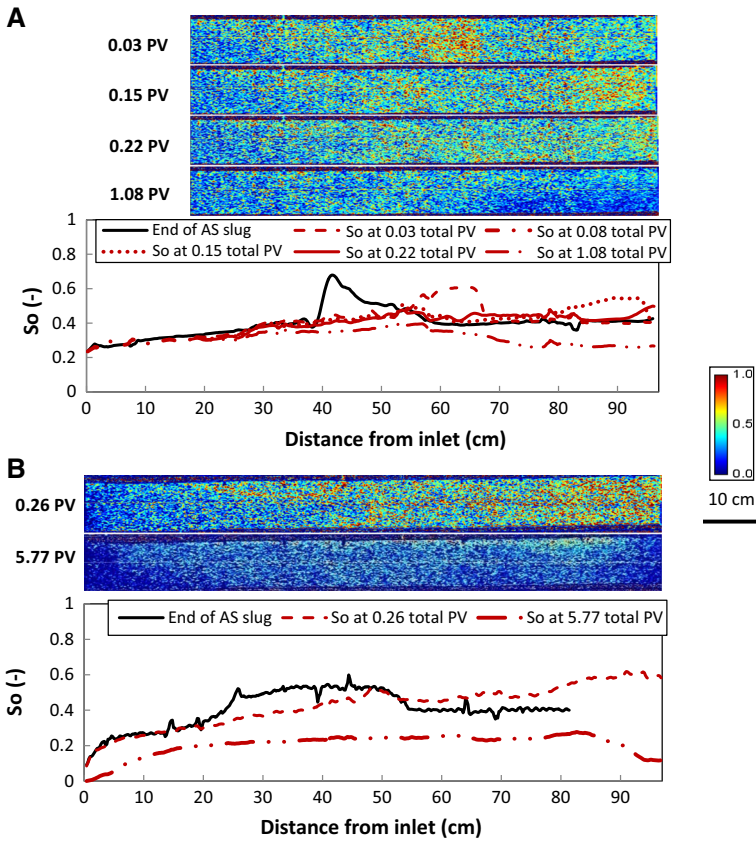 A
0.03 PV
0.15 PV
0.22 PV
1.08 PV
1
0.8
0.6
0.4
0.2
0
So (-)
End of AS slug
So at 0.03 total PV
So at 0.08 total PV
So at 0.15 total PV
So at 0.22 total PV
So at 1.08 total PV
0 10 20 30 40 50 60 70 80 90
Distance from inlet (cm)
1.0
0.5
0.0
10 cm
B
0.26 PV
5.77 PV
1
0.8
0.6
0.4
0.2
0
So (-)
End of AS slug
So at 0.26 total PV
So at 5.77 total PV
0 10 20 30 40 50 60 70 80 90
Distance from inlet (cm)